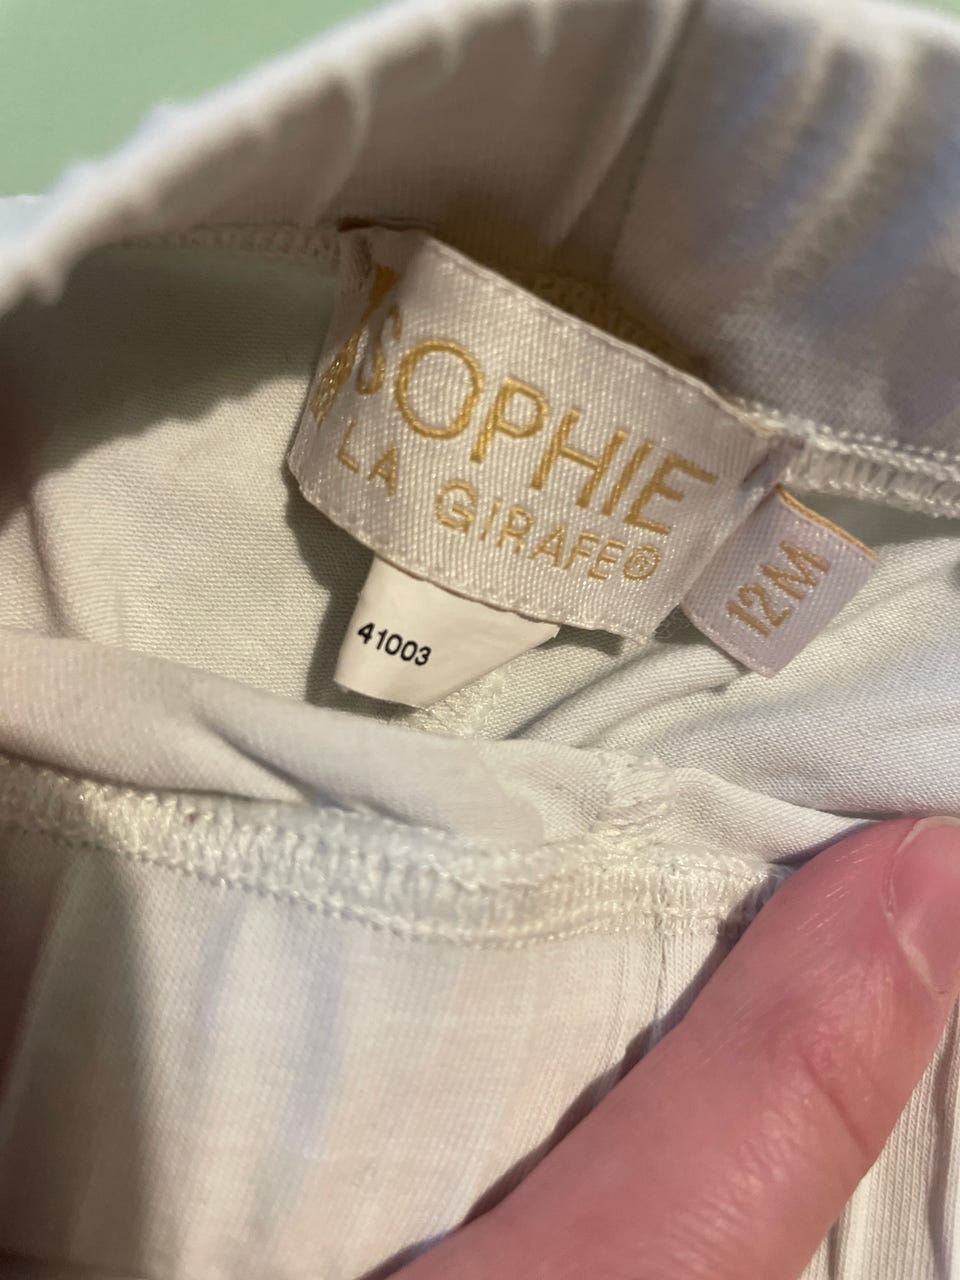 SOPHIE
LA GIRAFE®
12M
41003